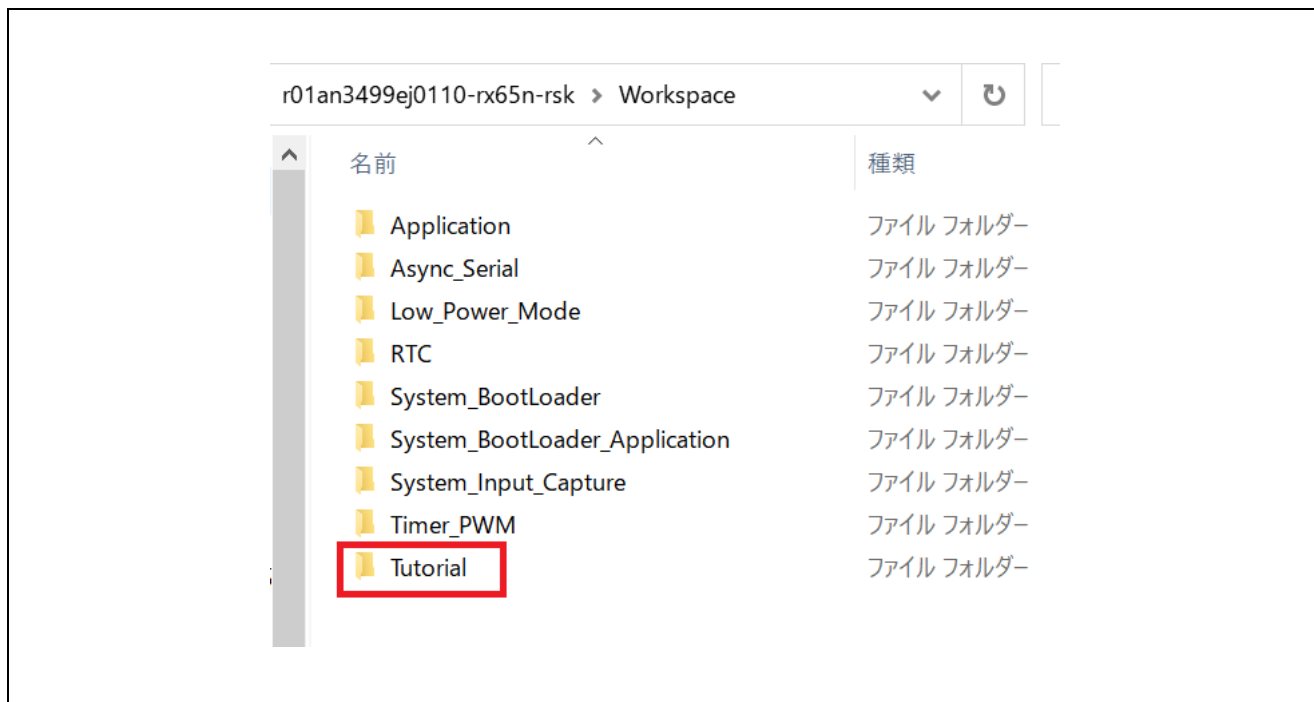 r01an3499ej0110-rx65n-rsk > Workspace
名前 種類
Application ファイル フォルダー
Async_Serial ファイル フォルダー
Low_Power_Mode ファイル フォルダー
RTC ファイル フォルダー
System_BootLoader ファイル フォルダー
System_BootLoader_Application ファイル フォルダー
System_Input_Capture ファイル フォルダー
Timer_PWM ファイル フォルダー
Tutorial ファイル フォルダー